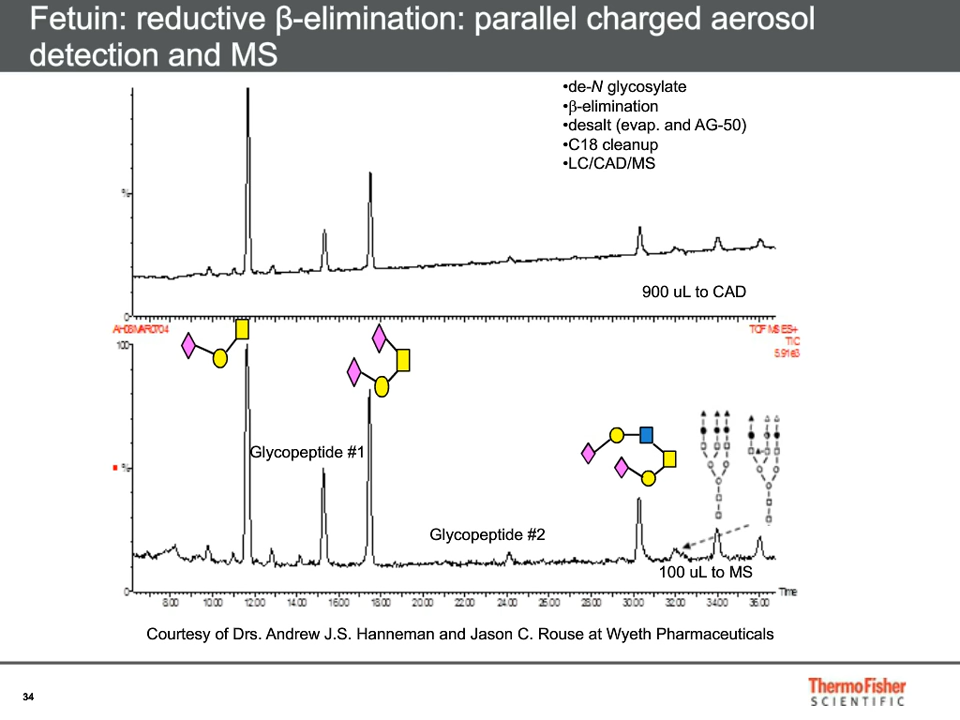 Fetuin: reductive β-elimination: parallel charged aerosol
detection and MS
•de-N glycosylate
•β-elimination
•desalt (evap. and AG-50)
•C18 cleanup
•LC/CAD/MS
%
900 uL to CAD
0
TOF MS ES+
TIC
5.91e3
100
Glycopeptide #1
%
Glycopeptide #2
100 uL to MS
0
Time
8.00 10.00 12.00 14.00 16.00 18.00 20.00 22.00 24.00 26.00 28.00 30.00 32.00 34.00 36.00
Courtesy of Drs. Andrew J.S. Hanneman and Jason C. Rouse at Wyeth Pharmaceuticals
34
ThermoFisher
SCIENTIFIC